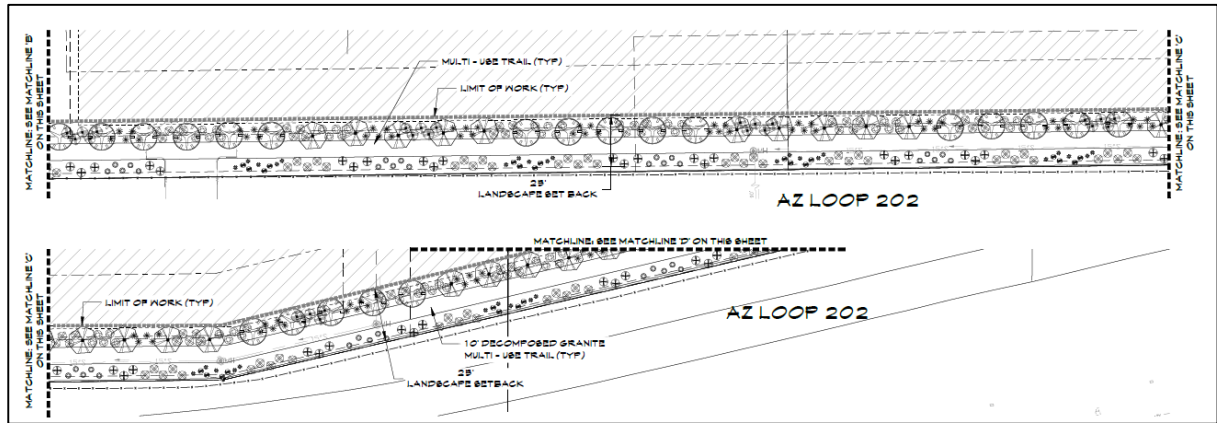 MATCHLINE: SEE MATCHLINE 'B'
ON THIS SHEET
MULTI - USE TRAIL (TYP)
LIMIT OF WORK (TYP)
25'
LANDSCAPE SET BACK
AZ LOOP 202
MATCHLINE: SEE MATCHLINE 'C'
ON THIS SHEET
MATCHLINE: SEE MATCHLINE 'D' ON THIS SHEET
MATCHLINE: SEE MATCHLINE 'C'
ON THIS SHEET
LIMIT OF WORK (TYP)
AZ LOOP 202
10' DECOMPOSED GRANITE
MULTI - USE TRAIL (TYP)
25'
LANDSCAPE SETBACK